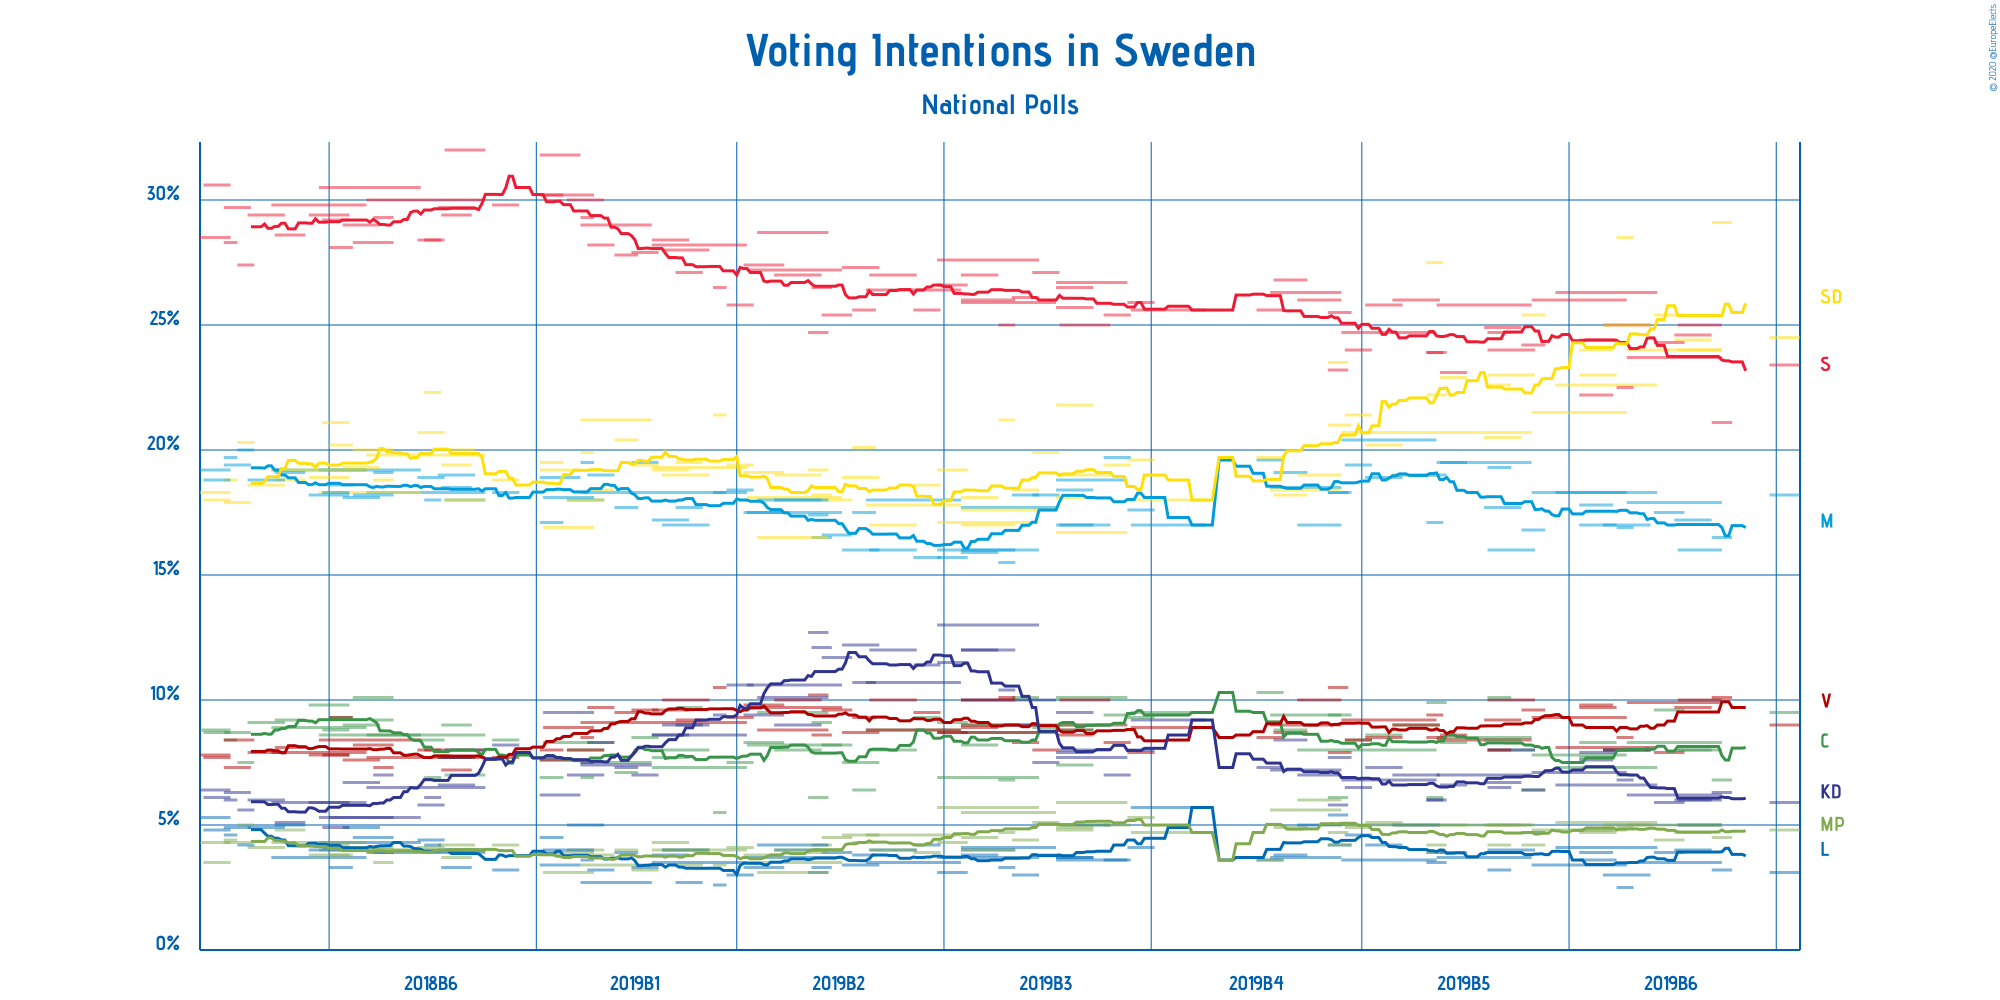 Voting Intentions in Sweden
National Polls
© 2020 @EuropeElects
30%
25%
20%
15%
10%
5%
0%
SD
S
M
V
C
KD
MP
L
2018B6 2019B1 2019B2 2019B3 2019B4 2019B5 2019B6